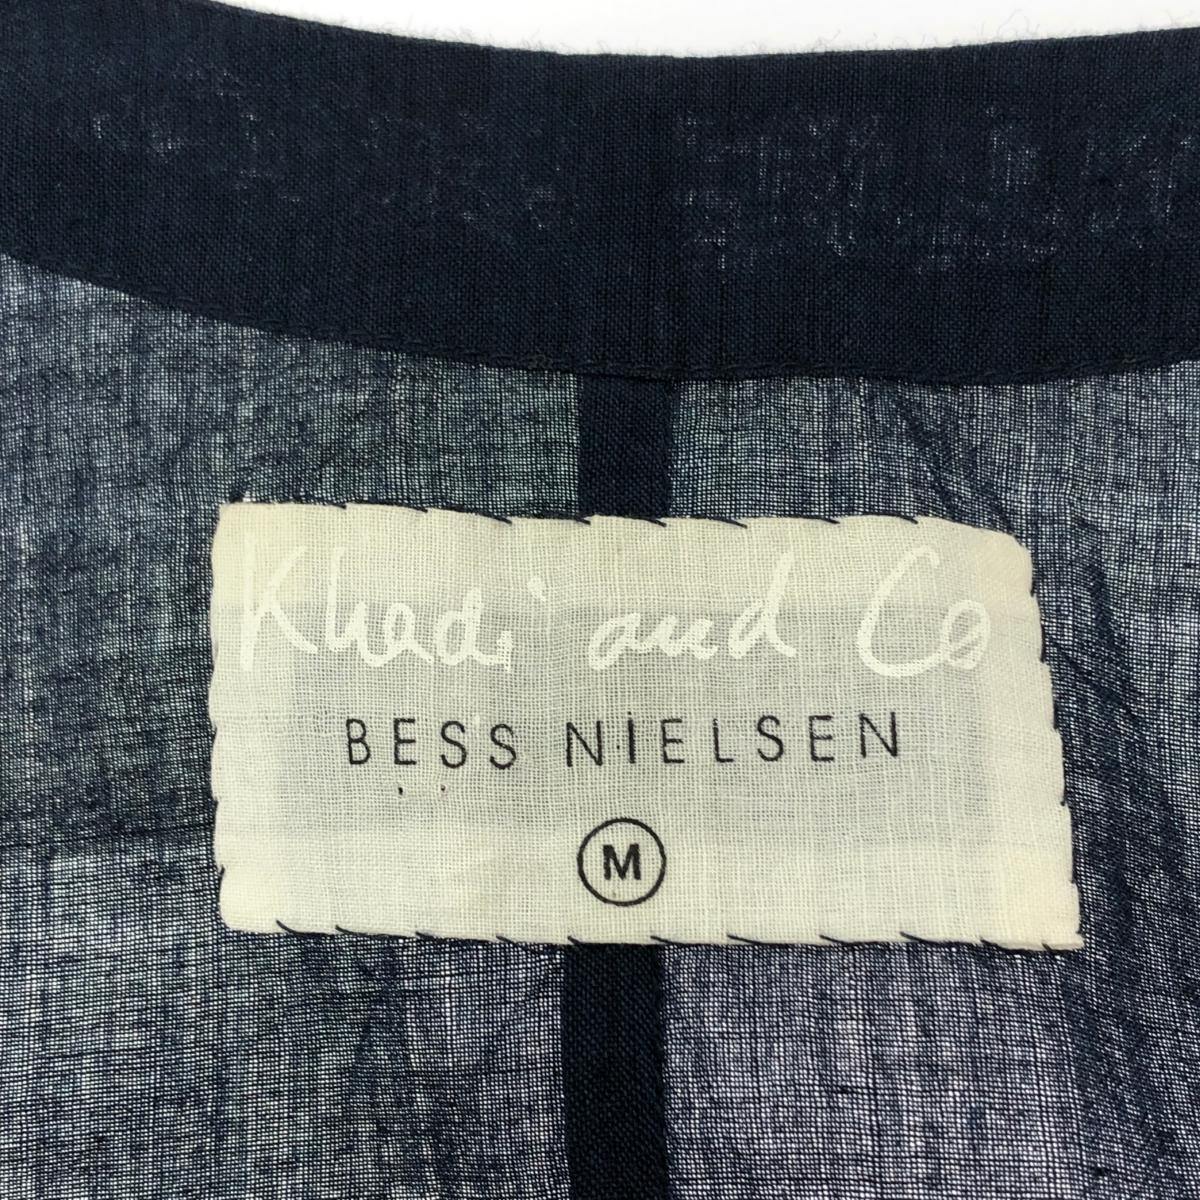 Khadi and Co
BESS NIELSEN
M